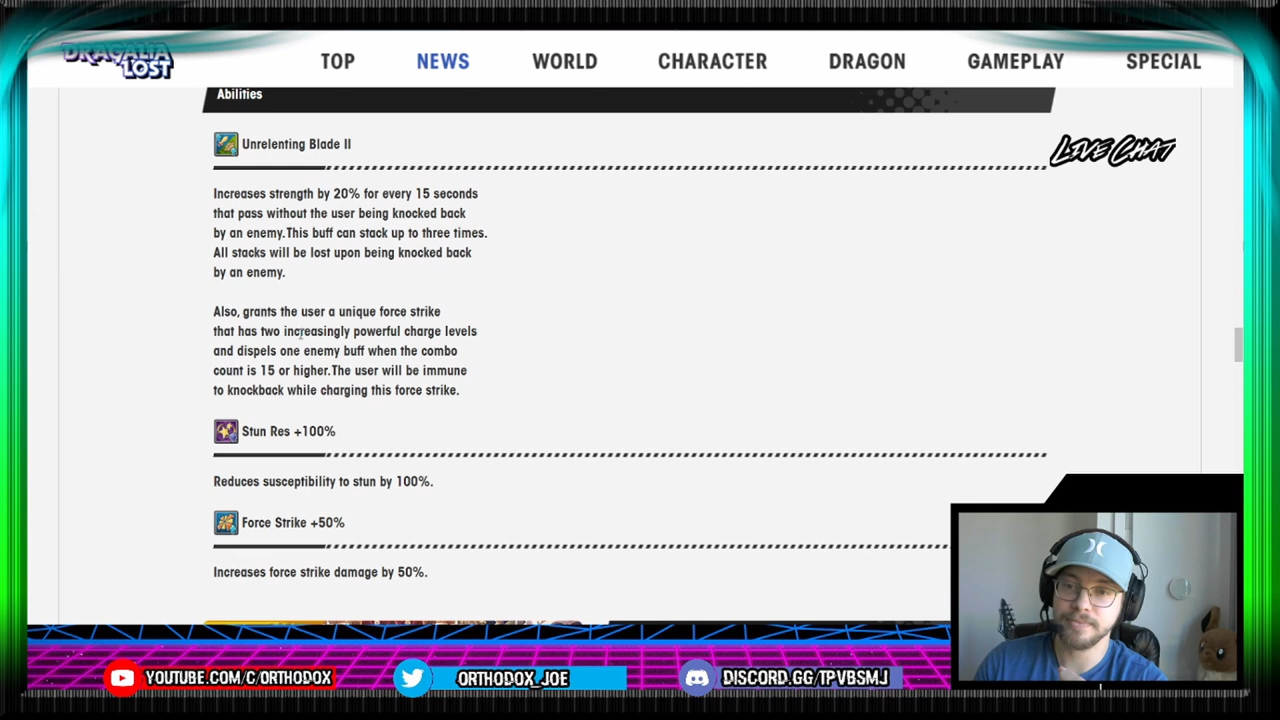 DRAGALIA
LOST
TOP NEWS WORLD CHARACTER DRAGON GAMEPLAY SPECIAL
Abilities
LIVE CHAT
Unrelenting Blade II
Increases strength by 20% for every 15 seconds
that pass without the user being knocked back
by an enemy. This buff can stack up to three times.
All stacks will be lost upon being knocked back
by an enemy.
Also, grants the user a unique force strike
that has two increasingly powerful charge levels
and dispels one enemy buff when the combo
count is 15 or higher. The user will be immune
to knockback while charging this force strike.
Stun Res +100%
Reduces susceptibility to stun by 100%.
Force Strike +50%
Increases force strike damage by 50%.
YOUTUBE.COM/C/ORTHODOX ORTHODOX_JOE DISCORD.GG/TPVBSMJ